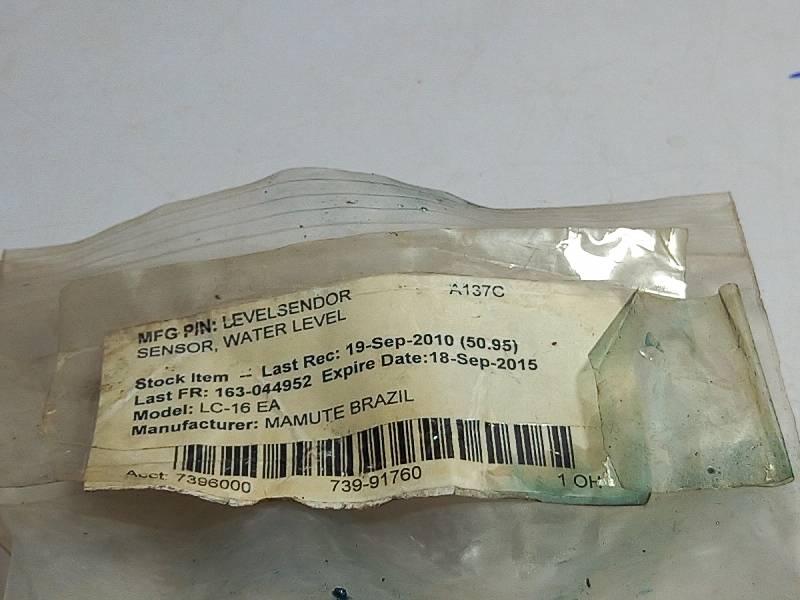 MFG P\N: LEVELSENDOR A137C
SENSOR, WATER LEVEL
Stock Item -- Last Rec: 19-Sep-2010 (50.95)
Last FR: 163-044952 Expire Date:18-Sep-2015
Model: LC-16 EA
Manufacturer: MAMUTE BRAZIL
Acct: 7396000 739-91760 1 OH